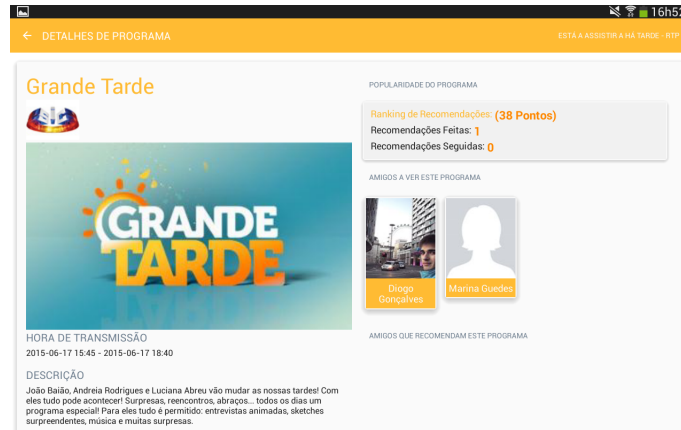 16h52
DETALHES DE PROGRAMA
ESTÁ A ASSISTIR A HÁ TARDE - RTP
Grande Tarde
GRANDE
TARDE
HORA DE TRANSMISSÃO
2015-06-17 15:45 - 2015-06-17 18:40
DESCRIÇÃO
João Baião, Andreia Rodrigues e Luciana Abreu vão mudar as nossas tardes! Com
eles tudo pode acontecer! Surpresas, reencontros, abraços... todos os dias um
programa especial! Para eles tudo é permitido: entrevistas animadas, sketches
surpreendentes, música e muitas surpresas.
POPULARIDADE DO PROGRAMA
Ranking de Recomendações: (38 Pontos)
Recomendações Feitas: 1
Recomendações Seguidas: 0
AMIGOS A VER ESTE PROGRAMA
Diogo
Gonçalves
Marina Guedes
AMIGOS QUE RECOMENDAM ESTE PROGRAMA